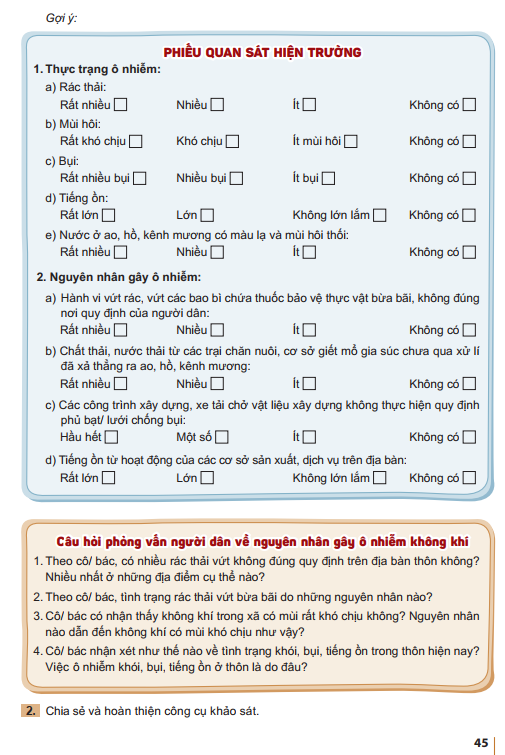 Gợi ý:
PHIẾU QUAN SÁT HIỆN TRƯỜNG
1. Thực trạng ô nhiễm:
a) Rác thải:
Rất nhiều □ Nhiều □ Ít □ Không có □
b) Mùi hôi:
Rất khó chịu □ Khó chịu □ Ít mùi hôi □ Không có □
c) Bụi:
Rất nhiều bụi □ Nhiều bụi □ Ít bụi □ Không có □
d) Tiếng ồn:
Rất lớn □ Lớn □ Không lớn lắm □ Không có □
e) Nước ở ao, hồ, kênh mương có màu lạ và mùi hôi thối:
Rất nhiều □ Nhiều □ Ít □ Không có □
2. Nguyên nhân gây ô nhiễm:
a) Hành vi vứt rác, vứt các bao bì chứa thuốc bảo vệ thực vật bừa bãi, không đúng
nơi quy định của người dân:
Rất nhiều □ Nhiều □ Ít □ Không có □
b) Chất thải, nước thải từ các trại chăn nuôi, cơ sở giết mổ gia súc chưa qua xử lí
đã xả thẳng ra ao, hồ, kênh mương:
Rất nhiều □ Nhiều □ Ít □ Không có □
c) Các công trình xây dựng, xe tải chở vật liệu xây dựng không thực hiện quy định
phủ bạt/ lưới chống bụi:
Hầu hết □ Một số □ Ít □ Không có □
d) Tiếng ồn từ hoạt động của các cơ sở sản xuất, dịch vụ trên địa bàn:
Rất lớn □ Lớn □ Không lớn lắm □ Không có □
Câu hỏi phỏng vấn người dân về nguyên nhân gây ô nhiễm không khí
1. Theo cô/ bác, có nhiều rác thải vứt không đúng quy định trên địa bàn thôn không?
Nhiều nhất ở những địa điểm cụ thể nào?
2. Theo cô/ bác, tình trạng rác thải vứt bừa bãi do những nguyên nhân nào?
3. Cô/ bác có nhận thấy không khí trong xã có mùi rất khó chịu không? Nguyên nhân
nào dẫn đến không khí có mùi khó chịu như vậy?
4. Cô/ bác nhận xét như thế nào về tình trạng khói, bụi, tiếng ồn trong thôn hiện nay?
Việc ô nhiễm khói, bụi, tiếng ồn ở thôn là do đâu?
2. Chia sẻ và hoàn thiện công cụ khảo sát.
45